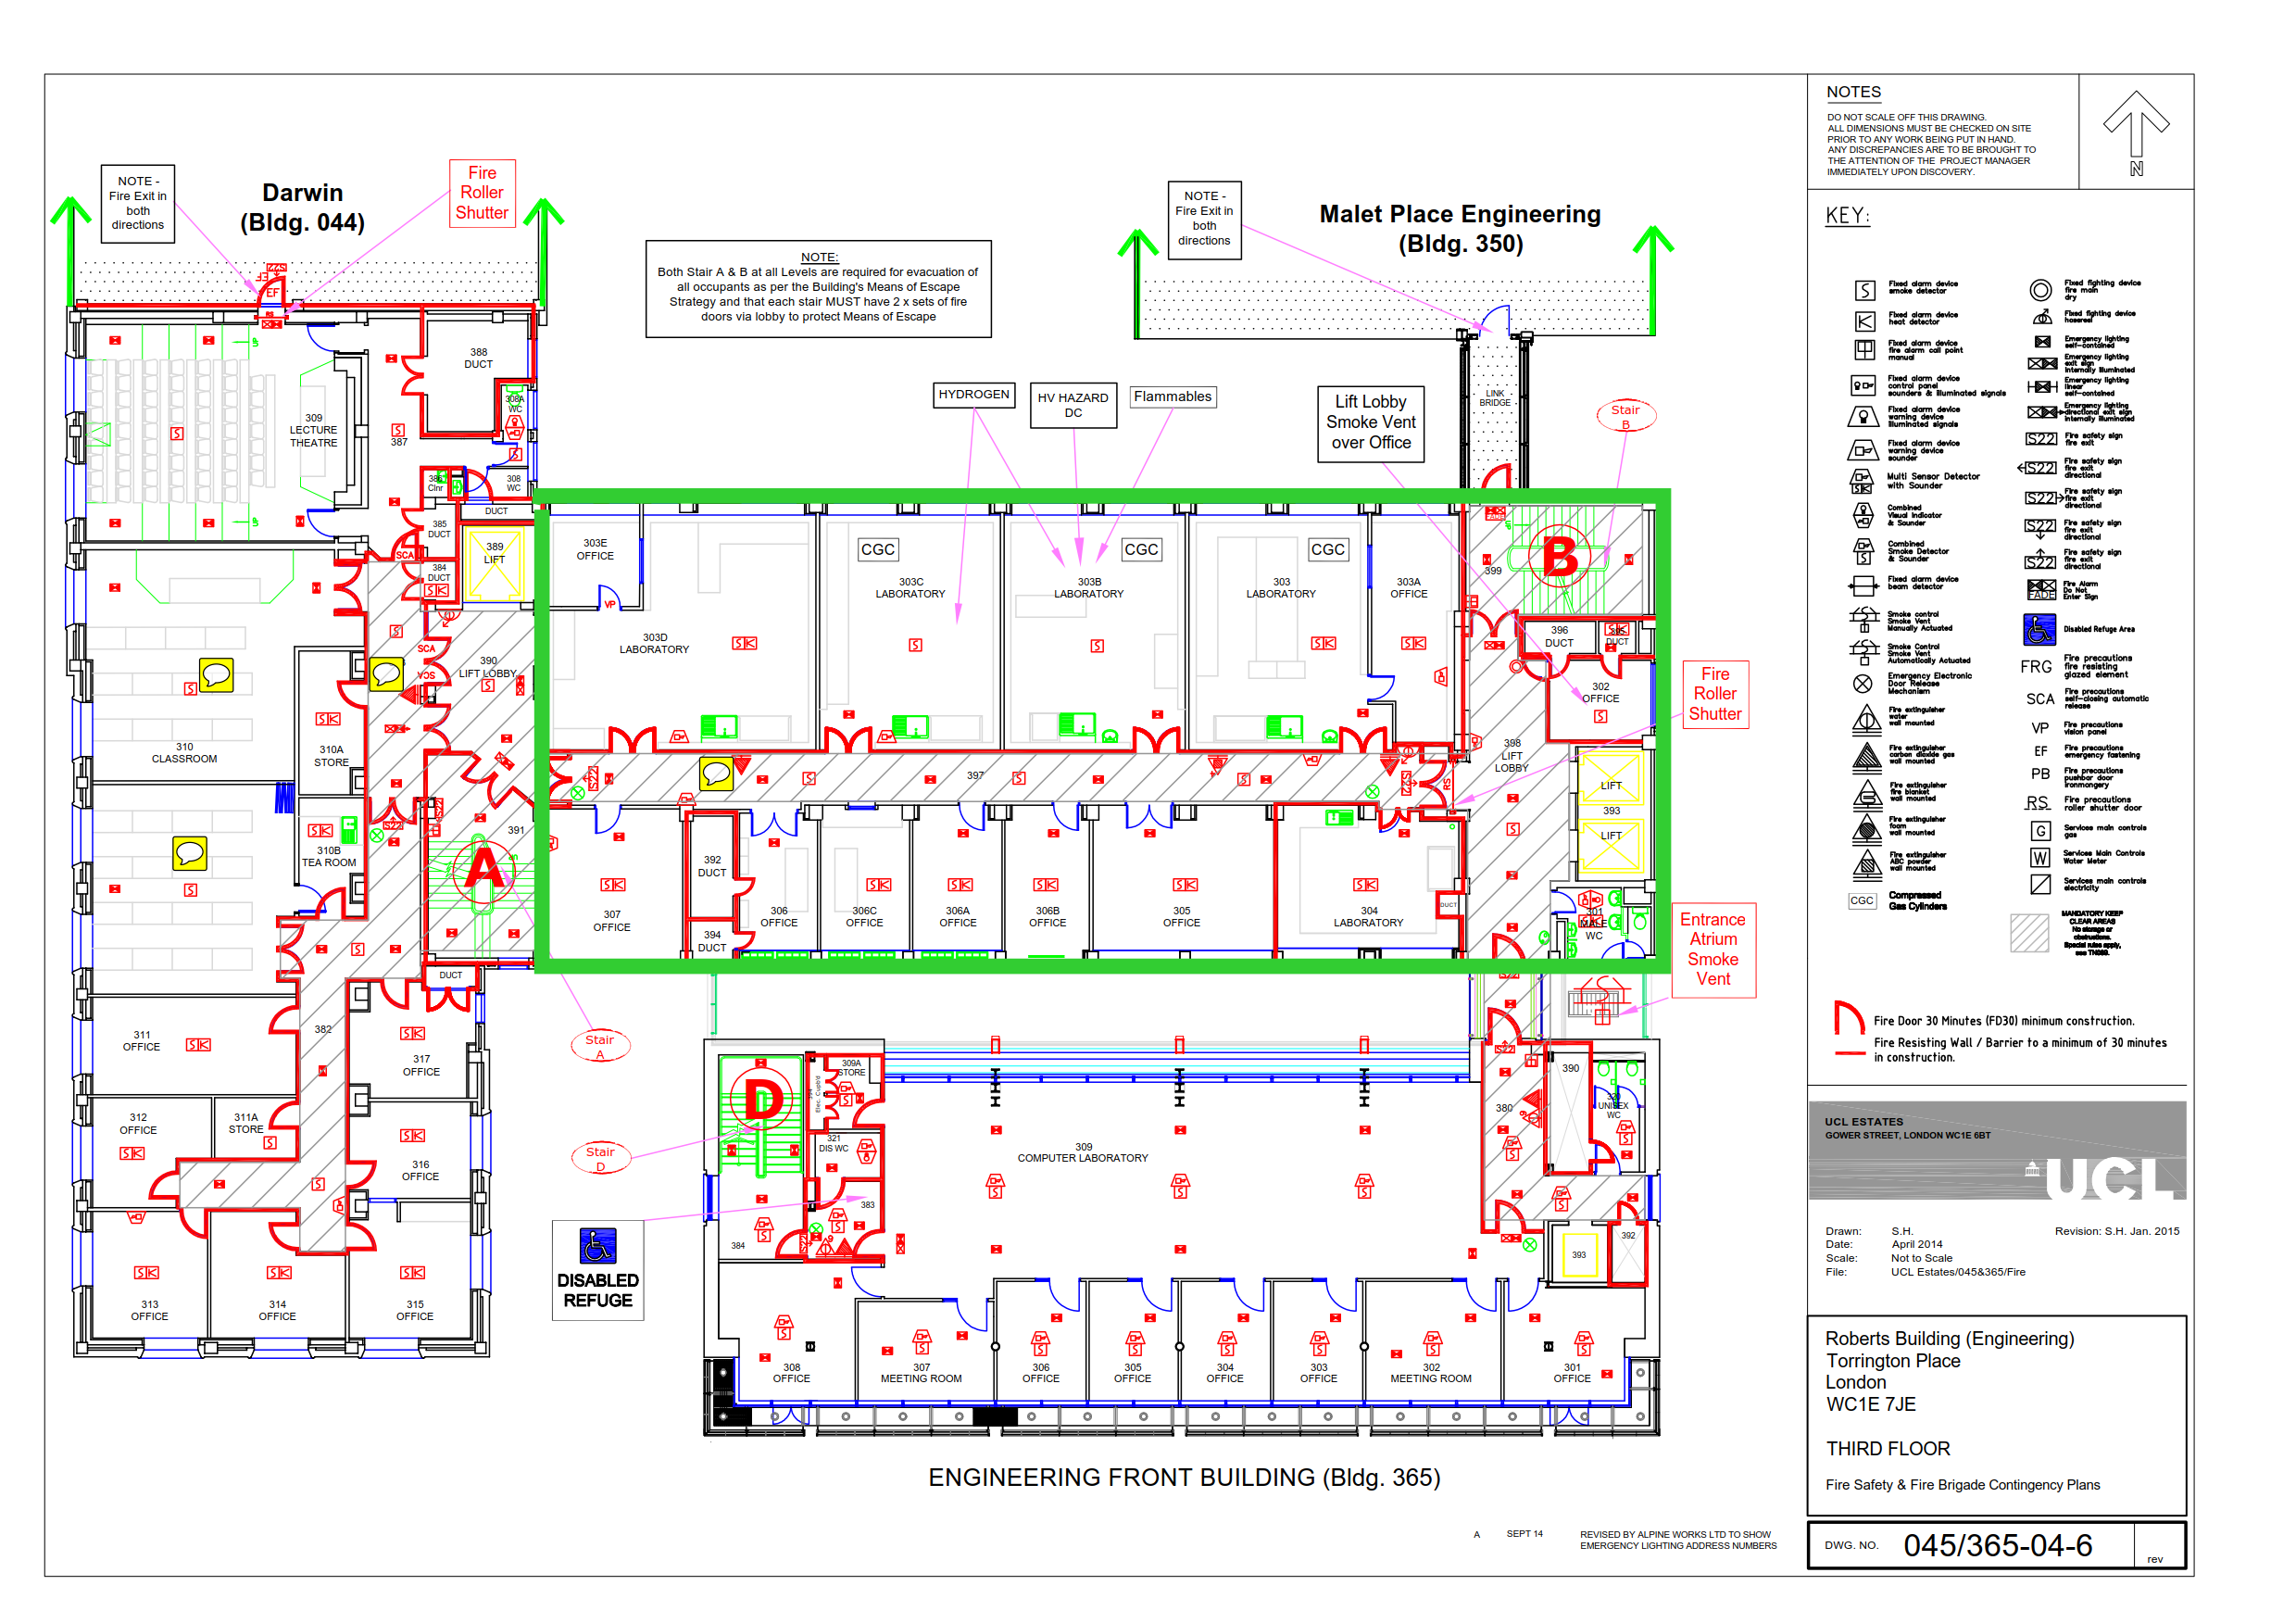 NOTE -
Fire Exit in
both
directions
Darwin
(Bldg. 044)
Fire
Roller
Shutter
NOTE:
Both Stair A & B at all Levels are required for evacuation of
all occupants as per the Building's Means of Escape
Strategy and that each stair MUST have 2 x sets of fire
doors via lobby to protect Means of Escape
NOTE -
Fire Exit in
both
directions
Malet Place Engineering
(Bldg. 350)
HYDROGEN
HV HAZARD
DC
Flammables
Lift Lobby
Smoke Vent
over Office
LINK
BRIDGE
Stair
B
EF
RS
388
DUCT
309
LECTURE
THEATRE
387
308A
WC
308
WC
386
Clnr
DUCT
385
DUCT
389
LIFT
384
DUCT
SCA
303E
OFFICE
VP
303D
LABORATORY
CGC
303C
LABORATORY
CGC
303B
LABORATORY
CGC
303
LABORATORY
303A
OFFICE
399
B
396
DUCT
DUCT
302
OFFICE
Fire
Roller
Shutter
390
LIFT LOBBY
SCA
SCA
310
CLASSROOM
310A
STORE
310B
TEA ROOM
391
A
397
398
LIFT
LOBBY
RS
LIFT
393
LIFT
307
OFFICE
392
DUCT
394
DUCT
306
OFFICE
306C
OFFICE
306A
OFFICE
306B
OFFICE
305
OFFICE
304
LABORATORY
DUCT
301
MALE
WC
Entrance
Atrium
Smoke
Vent
DUCT
311
OFFICE
382
317
OFFICE
312
OFFICE
311A
STORE
316
OFFICE
313
OFFICE
314
OFFICE
315
OFFICE
Stair
A
Stair
D
D
309A
STORE
Elec. Cupb'd
321
DIS WC
383
384
DISABLED
REFUGE
309
COMPUTER LABORATORY
380
390
320
UNISEX
WC
393
392
308
OFFICE
307
MEETING ROOM
306
OFFICE
305
OFFICE
304
OFFICE
303
OFFICE
302
MEETING ROOM
301
OFFICE
ENGINEERING FRONT BUILDING (Bldg. 365)
A SEPT 14 REVISED BY ALPINE WORKS LTD TO SHOW
EMERGENCY LIGHTING ADDRESS NUMBERS
NOTES
DO NOT SCALE OFF THIS DRAWING.
ALL DIMENSIONS MUST BE CHECKED ON SITE
PRIOR TO ANY WORK BEING PUT IN HAND.
ANY DISCREPANCIES ARE TO BE BROUGHT TO
THE ATTENTION OF THE PROJECT MANAGER
IMMEDIATELY UPON DISCOVERY.
N
KEY:
Fixed alarm device
smoke detector
Fixed alarm device
heat detector
Fixed alarm device
fire alarm call point
manual
Fixed alarm device
control panel
sounders & illuminated signals
Fixed alarm device
warning device
illuminated signals
Fixed alarm device
warning device
sounder
Multi Sensor Detector
with Sounder
Combined
Visual Indicator
& Sounder
Combined
Smoke Detector
& Sounder
Fixed alarm device
beam detector
Smoke control
Smoke Vent
Manually Actuated
Smoke Control
Smoke Vent
Automatically Actuated
Emergency Electronic
Door Release
Mechanism
Fire extinguisher
water
wall mounted
Fire extinguisher
carbon dioxide gas
wall mounted
Fire extinguisher
fire blanket
wall mounted
Fire extinguisher
foam
wall mounted
Fire extinguisher
ABC powder
wall mounted
CGC Compressed
Gas Cylinders
Fixed fighting device
fire main
dry
Fixed fighting device
hosereel
Emergency lighting
self-contained
Emergency lighting
exit sign
internally illuminated
Emergency lighting
linear
self-contained
Emergency lighting
directional exit sign
internally illuminated
S22 Fire safety sign
fire exit
S22 Fire safety sign
fire exit
directional
S22 Fire safety sign
fire exit
directional
S22 Fire safety sign
fire exit
directional
S22 Fire safety sign
fire exit
directional
FADE Fire Alarm
Do Not
Enter Sign
Disabled Refuge Area
FRG Fire precautions
fire resisting
glazed element
SCA Fire precautions
self-closing automatic
release
VP Fire precautions
vision panel
EF Fire precautions
emergency fastening
PB Fire precautions
pushbar door
ironmongery
RS Fire precautions
roller shutter door
G Services main controls
gas
W Services Main Controls
Water Meter
Services main controls
electricity
MANDATORY KEEP
CLEAR AREAS
No storage or
obstructions.
Special rules apply,
see TN089.
Fire Door 30 Minutes (FD30) minimum construction.
Fire Resisting Wall / Barrier to a minimum of 30 minutes
in construction.
UCL ESTATES
GOWER STREET, LONDON WC1E 6BT
UCL
Drawn: S.H. Revision: S.H. Jan. 2015
Date: April 2014
Scale: Not to Scale
File: UCL Estates/045&365/Fire
Roberts Building (Engineering)
Torrington Place
London
WC1E 7JE
THIRD FLOOR
Fire Safety & Fire Brigade Contingency Plans
DWG. NO. 045/365-04-6 rev